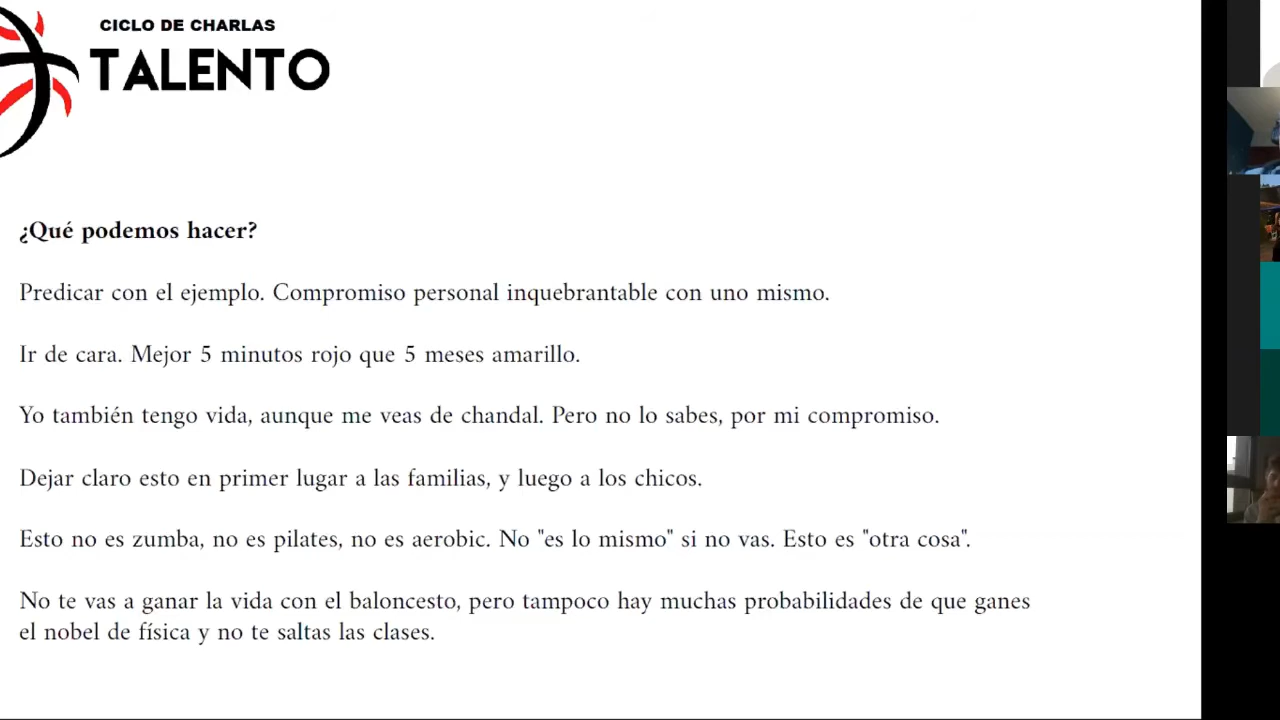 CICLO DE CHARLAS
TALENTO
¿Qué podemos hacer?
Predicar con el ejemplo. Compromiso personal inquebrantable con uno mismo.
Ir de cara. Mejor 5 minutos rojo que 5 meses amarillo.
Yo también tengo vida, aunque me veas de chandal. Pero no lo sabes, por mi compromiso.
Dejar claro esto en primer lugar a las familias, y luego a los chicos.
Esto no es zumba, no es pilates, no es aerobic. No "es lo mismo" si no vas. Esto es "otra cosa".
No te vas a ganar la vida con el baloncesto, pero tampoco hay muchas probabilidades de que ganes
el nobel de física y no te saltas las clases.